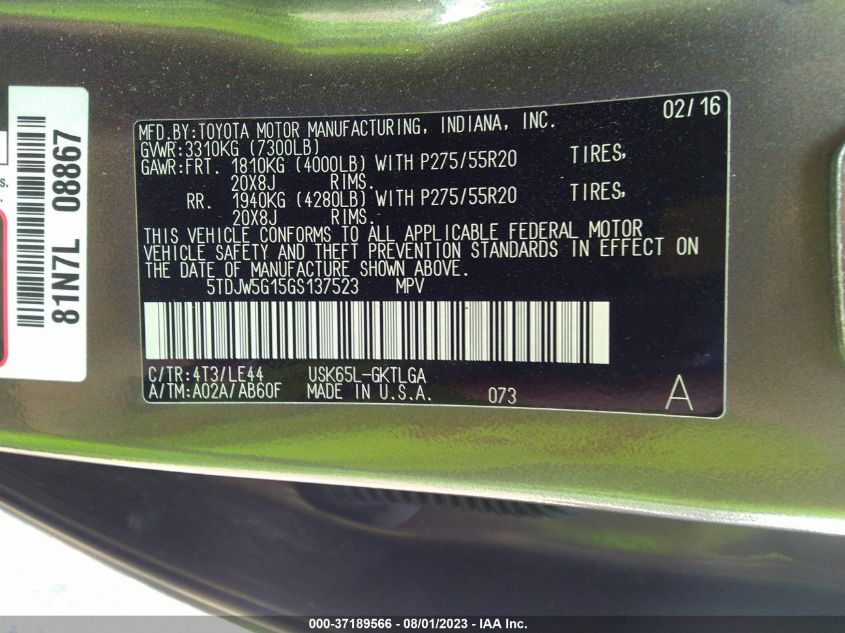 02/16
MFD.BY:TOYOTA MOTOR MANUFACTURING, INDIANA, INC.
GVWR:3310KG (7300LB)
GAWR:FRT. 1810KG (4000LB) WITH P275/55R20 TIRES,
20X8J RIMS.
RR. 1940KG (4280LB) WITH P275/55R20 TIRES,
20X8J RIMS.
THIS VEHICLE CONFORMS TO ALL APPLICABLE FEDERAL MOTOR
VEHICLE SAFETY AND THEFT PREVENTION STANDARDS IN EFFECT ON
THE DATE OF MANUFACTURE SHOWN ABOVE.
5TDJW5G15GS137523 MPV
C/TR:4T3/LE44 USK65L-GKTLGA
A/TM:A02A/AB60F MADE IN U.S.A. 073 A
81N7L 08867
s.
000-37189566 - 08/01/2023 - IAA Inc.